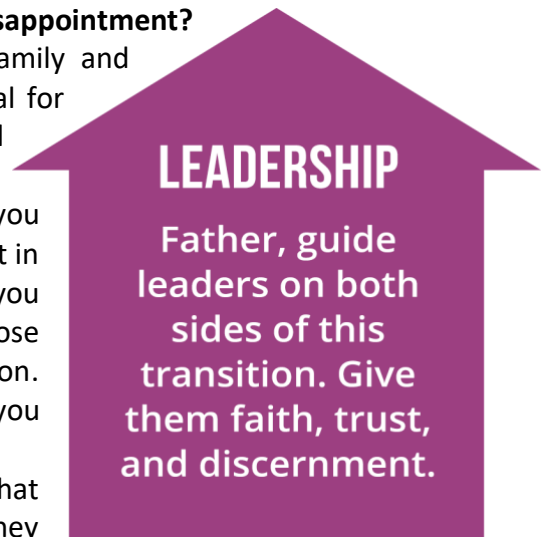 sappointment?
amily and
al for
you
t in
you
ose
on.
you
hat
hey
LEADERSHIP
Father, guide
leaders on both
sides of this
transition. Give
them faith, trust,
and discernment.